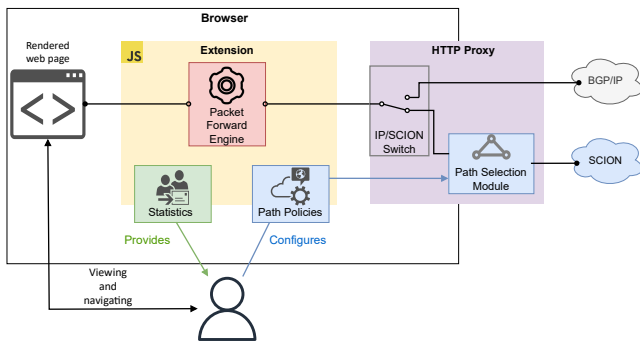 Browser
Rendered
web page
JS
Extension
HTTP Proxy
Packet
Forward
Engine
IP/SCION
Switch
BGP/IP
Path Selection
Module
SCION
Statistics
Path Policies
Provides
Configures
Viewing
and
navigating